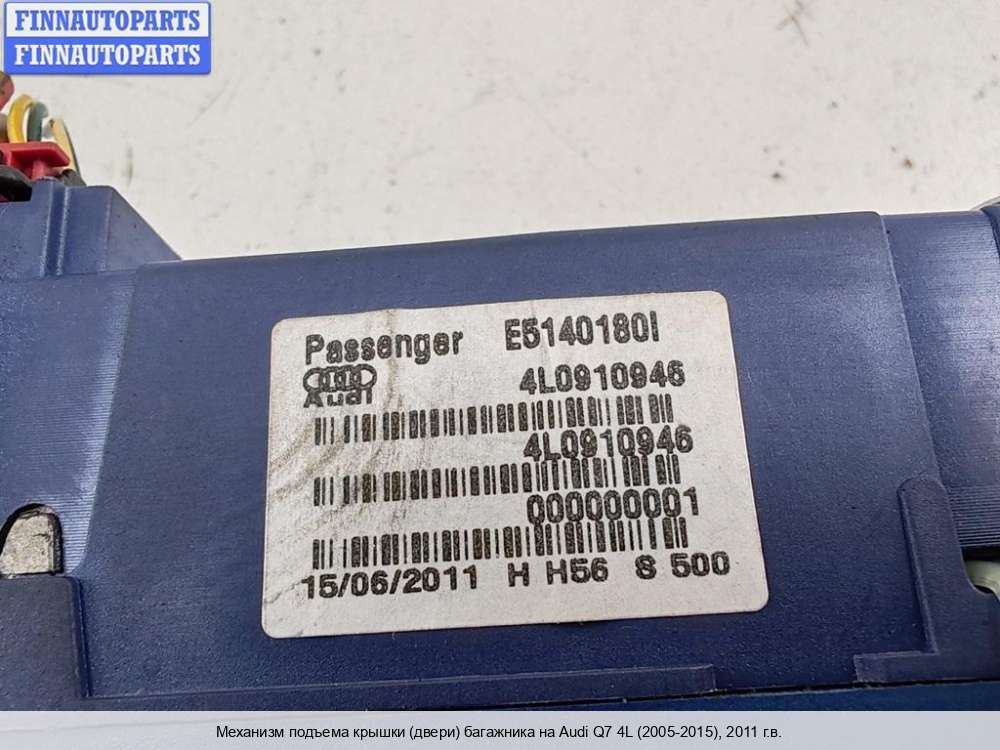 FINNAUTOPARTS
FINNAUTOPARTS
Passenger E5140180I
4L0910946
Audi
4L0910946
000000001
15/06/2011 H H56 S 500
Механизм подъема крышки (двери) багажника на Audi Q7 4L (2005-2015), 2011 г.в.